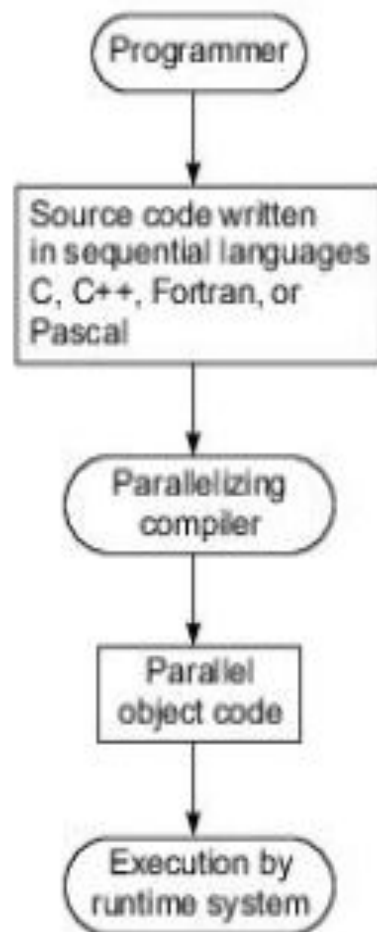 Programmer
Source code written
in sequential languages
C, C++, Fortran, or
Pascal
Parallelizing
compiler
Parallel
object code
Execution by
runtime system